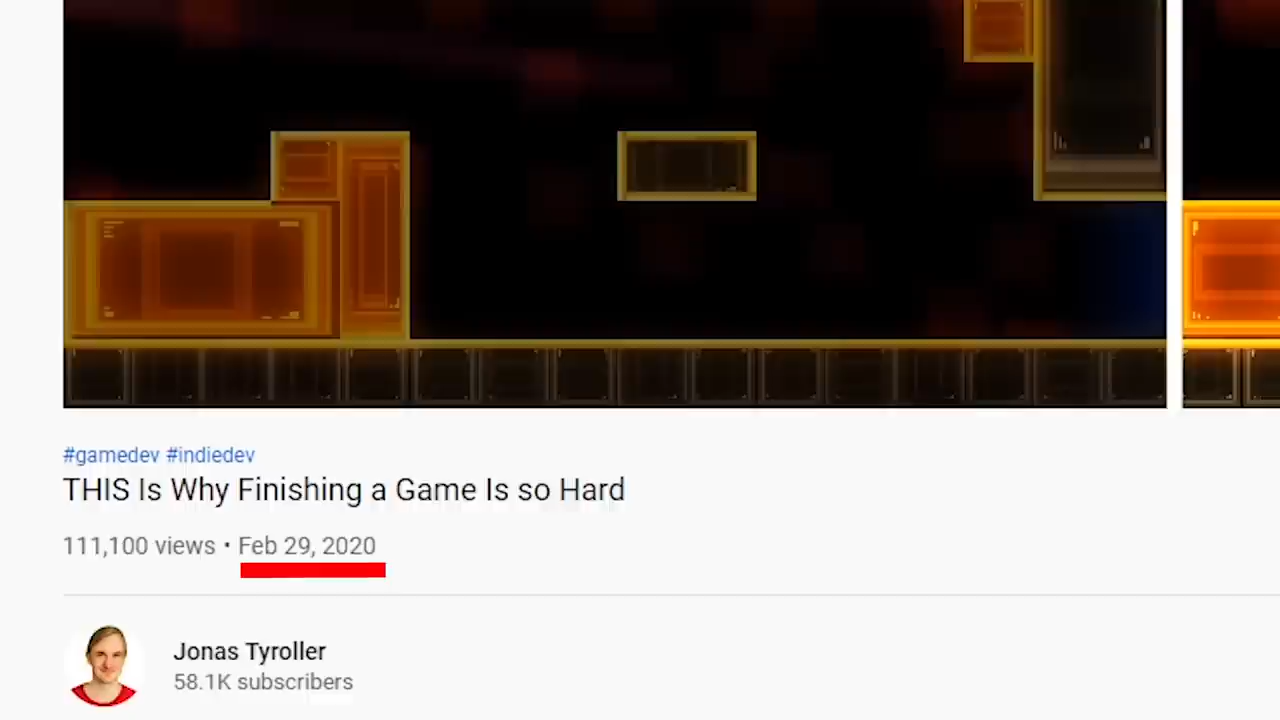 #gamedev #indiedev
THIS Is Why Finishing a Game Is so Hard
111,100 views • Feb 29, 2020
Jonas Tyroller
58.1K subscribers